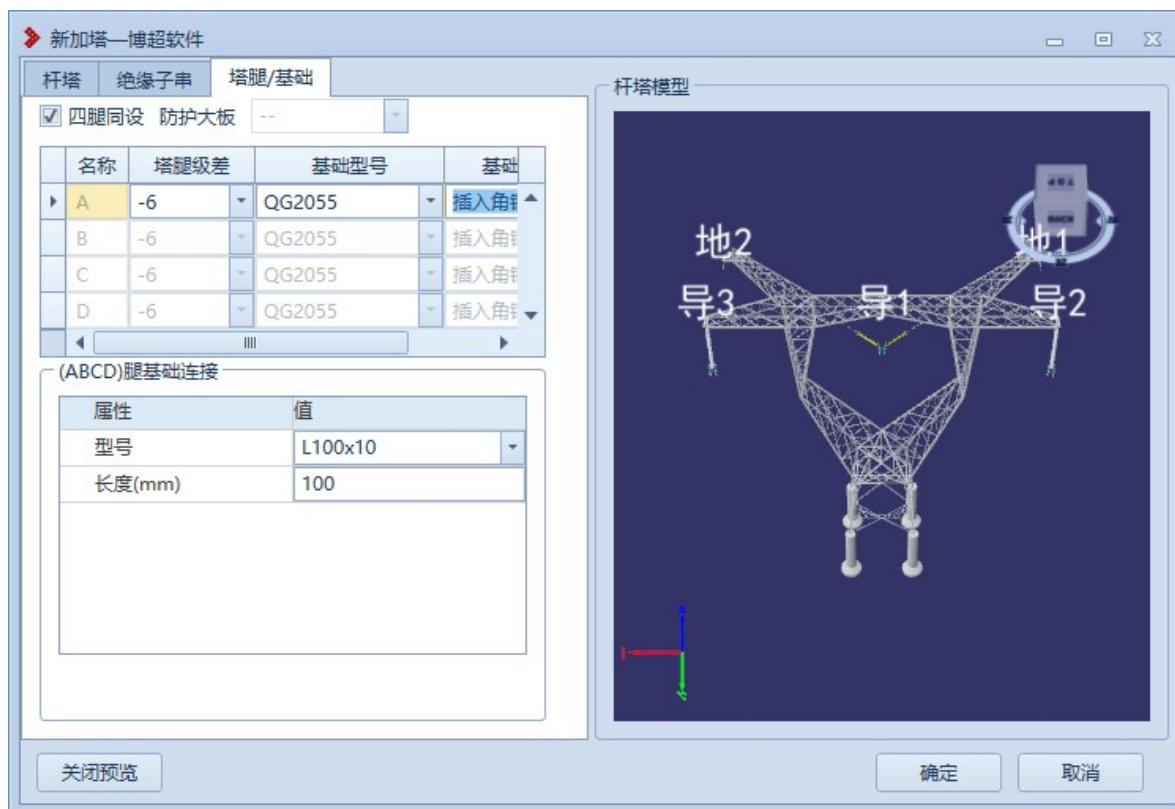 新加塔—博超软件
杆塔 绝缘子串 塔腿/基础
四腿同设 防护大板 --
名称 塔腿级差 基础型号 基础
A -6 QG2055 插入角
B -6 QG2055 插入角
C -6 QG2055 插入角
D -6 QG2055 插入角
(ABCD)腿基础连接
属性 值
型号 L100x10
长度(mm) 100
杆塔模型
TOP
BACK
地2 地1
导3 导1 导2
关闭预览 确定 取消